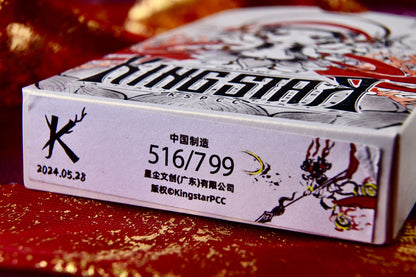 KINGSTAR
K
2024.05.28
中国制造
516/799
星尘文创(广东)有限公司
版权©KingstarPCC